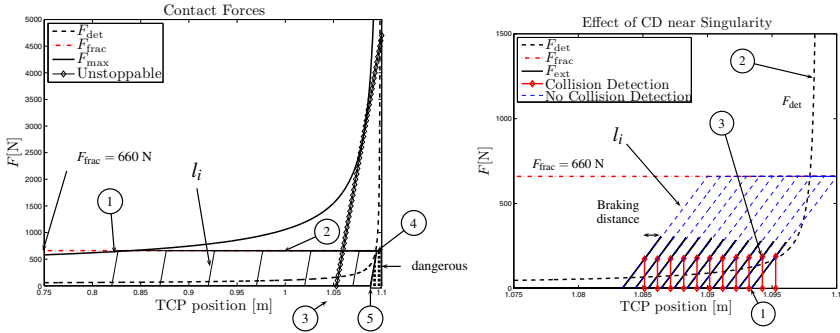 Contact Forces
F_det
F_frac
F_max
Unstoppable
F[N]
5000
4500
4000
3500
3000
2500
2000
1500
1000
500
0
F_frac = 660 N
l_i
1
2
4
dangerous
0.75
0.8
0.85
0.9
0.95
1
1.05
1.1
TCP position [m]
3
5
Effect of CD near Singularity
F_det
F_frac
F_ext
Collision Detection
No Collision Detection
F[N]
1500
1000
500
0
2
F_det
3
l_i
F_frac = 660 N
Braking
distance
1.075
1.08
1.085
1.09
1.095
1.1
TCP position [m]
1